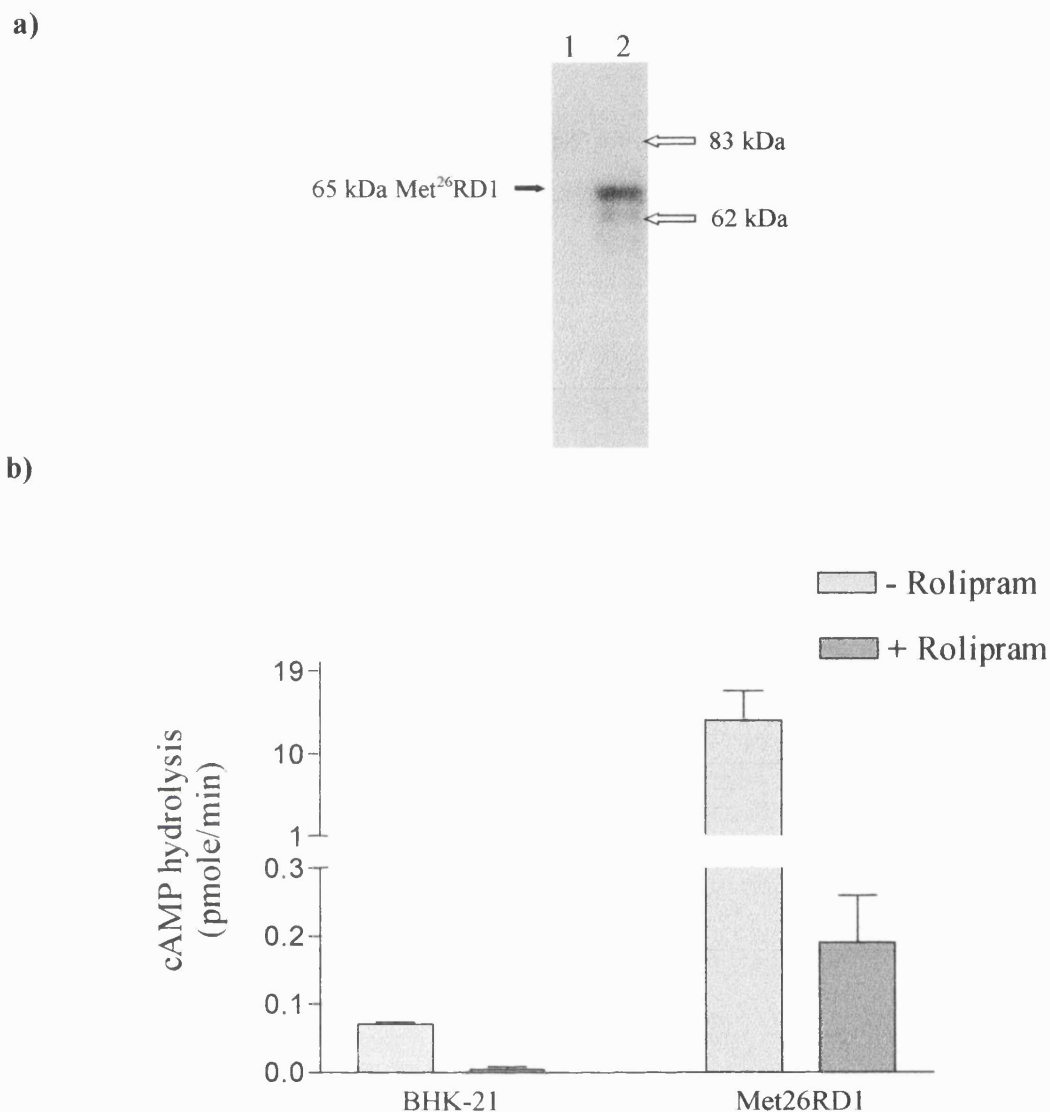 a)
1 2
83 kDa
65 kDa Met²⁶RD1
62 kDa
b)
- Rolipram
+ Rolipram
cAMP hydrolysis
(pmole/min)
19
10
1
0.3
0.2
0.1
0.0
BHK-21 Met26RD1